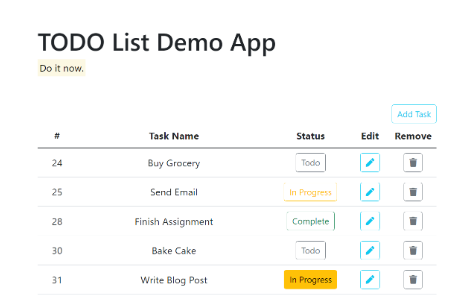 TODO List Demo App
Do it now.
Add Task
# Task Name Status Edit Remove
24 Buy Grocery Todo
25 Send Email In Progress
28 Finish Assignment Complete
30 Bake Cake Todo
31 Write Blog Post In Progress